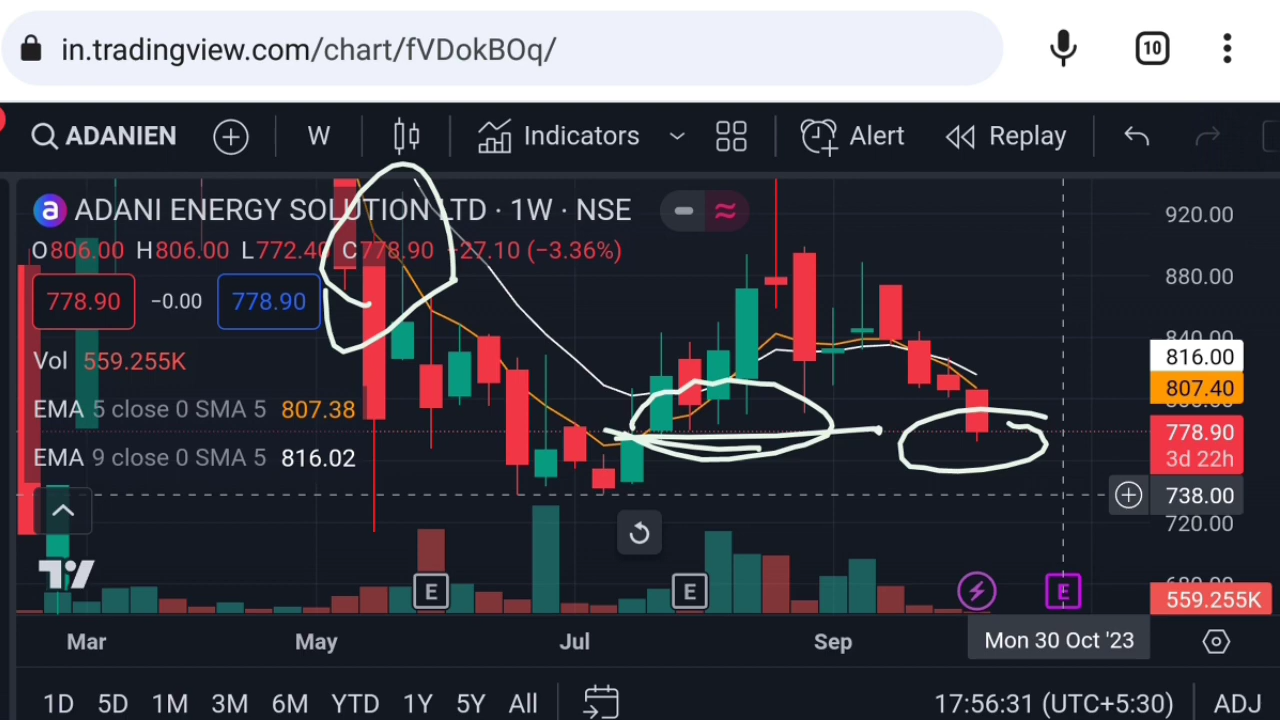 in.tradingview.com/chart/fVDokBOq/
10
ADANIEN
W
Indicators
Alert
Replay
a ADANI ENERGY SOLUTION LTD · 1W · NSE
O806.00 H806.00 L772.40 C778.90 −27.10 (−3.36%)
778.90 −0.00 778.90
Vol 559.255K
EMA 5 close 0 SMA 5 807.38
EMA 9 close 0 SMA 5 816.02
920.00
880.00
840.00
816.00
807.40
778.90
3d 22h
738.00
720.00
680.00
559.255K
E
E
E
Mar
May
Jul
Sep
Mon 30 Oct '23
1D 5D 1M 3M 6M YTD 1Y 5Y All
17:56:31 (UTC+5:30)
ADJ